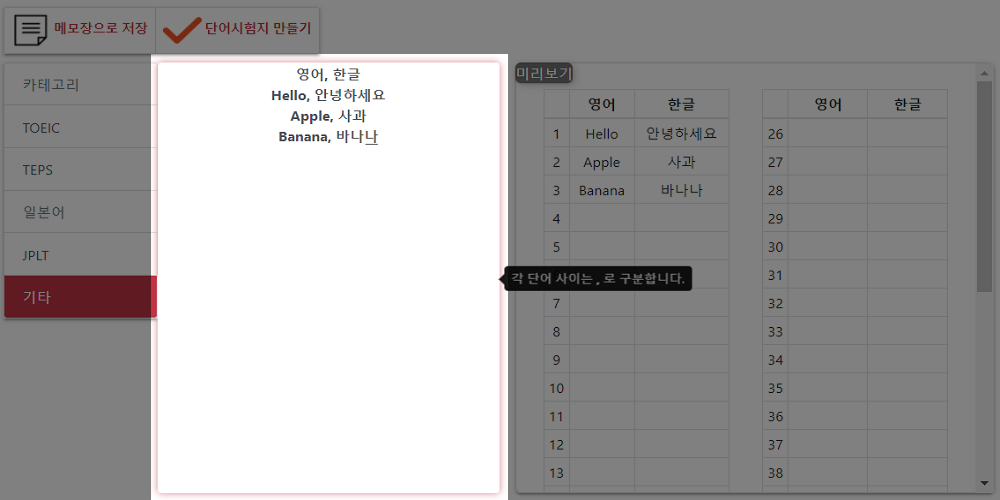 메모장으로 저장
단어시험지 만들기
카테고리
TOEIC
TEPS
일본어
JPLT
기타
영어, 한글
Hello, 안녕하세요
Apple, 사과
Banana, 바나나
각 단어 사이는 , 로 구분합니다.
미리보기
영어 한글
1 Hello 안녕하세요
2 Apple 사과
3 Banana 바나나
4
5
7
8
9
10
11
12
13
영어 한글
26
27
28
29
30
31
32
33
34
35
36
37
38